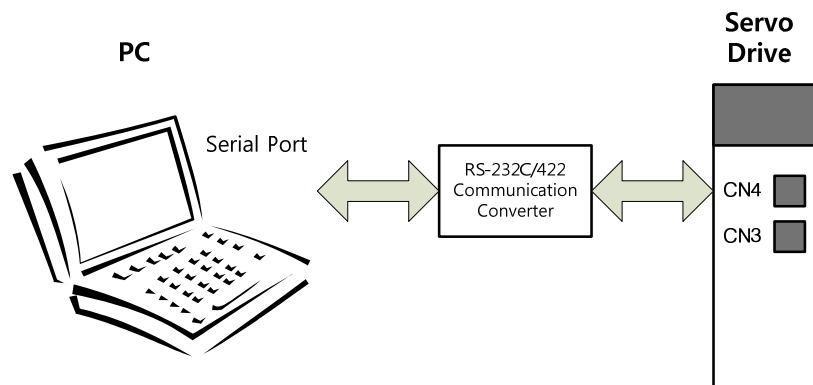 PC
Servo
Drive
Serial Port
RS-232C/422
Communication
Converter
CN4
CN3